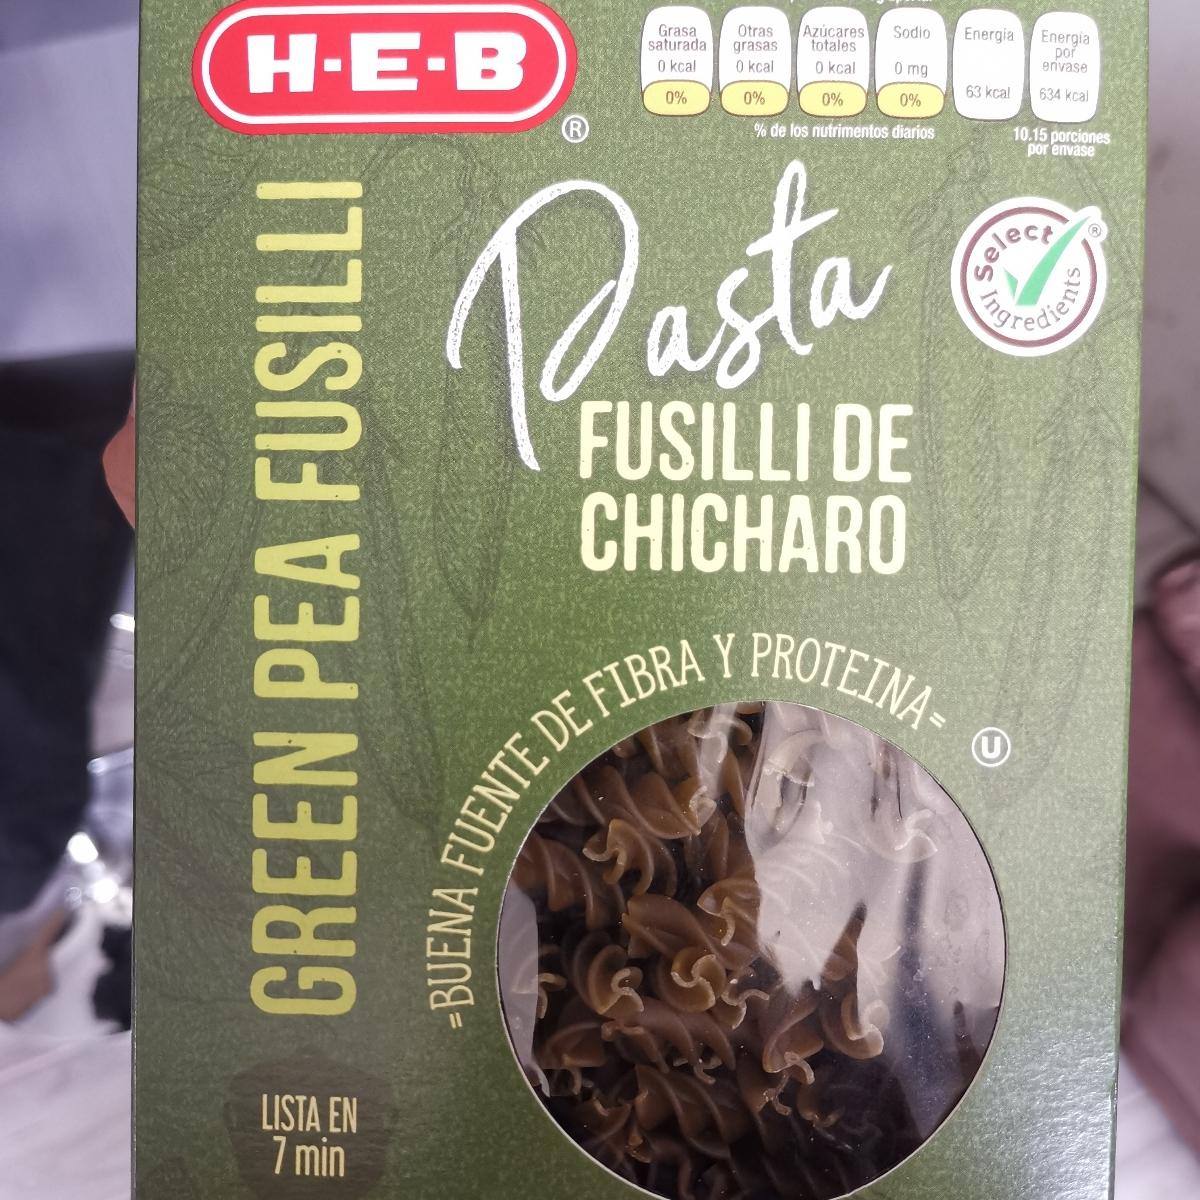 H-E-B
®
Grasa saturada
0 kcal
0%
Otras grasas
0 kcal
0%
Azúcares totales
0 kcal
0%
Sodio
0 mg
0%
Energía
63 kcal
Energía por envase
634 kcal
% de los nutrimentos diarios
10.15 porciones
por envase
Pasta
FUSILLI DE
CHICHARO
Select
Ingredients
®
GREEN PEA FUSILLI
=BUENA FUENTE DE FIBRA Y PROTEINA=
U
LISTA EN
7 min